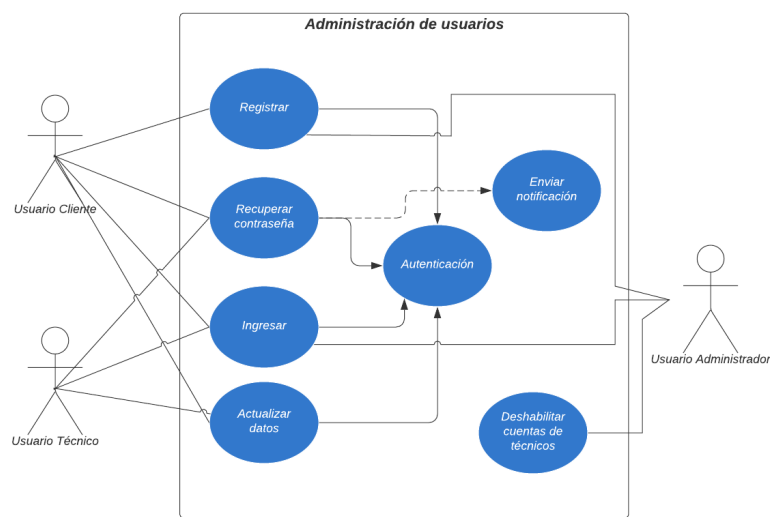 Administración de usuarios
Registrar
Enviar
notificación
Usuario Cliente
Recuperar
contraseña
Autenticación
Ingresar
Usuario Administrador
Usuario Técnico
Actualizar
datos
Deshabilitar
cuentas de
técnicos